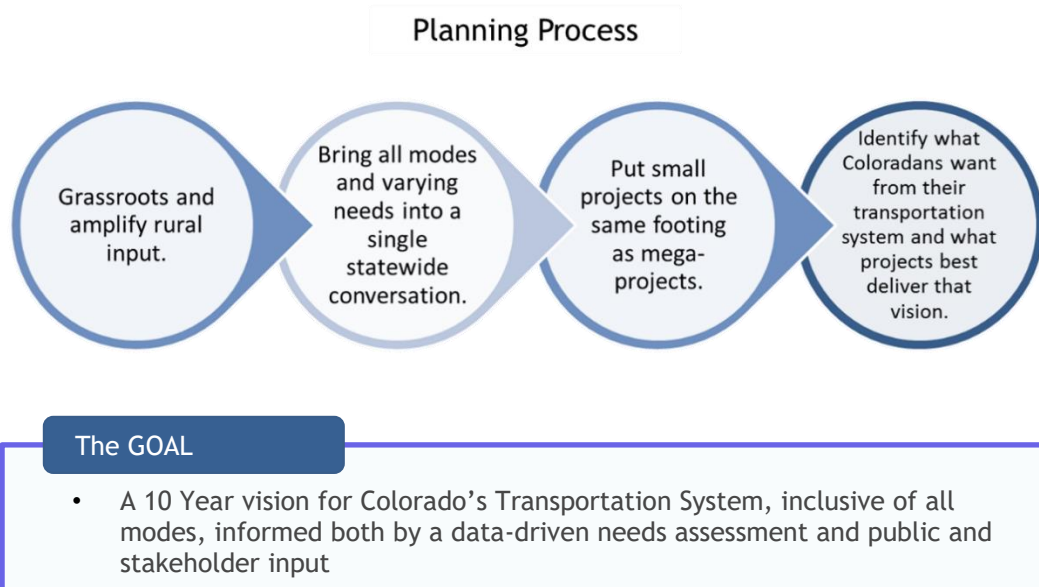 Planning Process
Grassroots and
amplify rural
input.
Bring all modes
and varying
needs into a
single
statewide
conversation.
Put small
projects on the
same footing
as mega-
projects.
Identify what
Coloradans want
from their
transportation
system and what
projects best
deliver that
vision.
The GOAL
• A 10 Year vision for Colorado’s Transportation System, inclusive of all
modes, informed both by a data-driven needs assessment and public and
stakeholder input